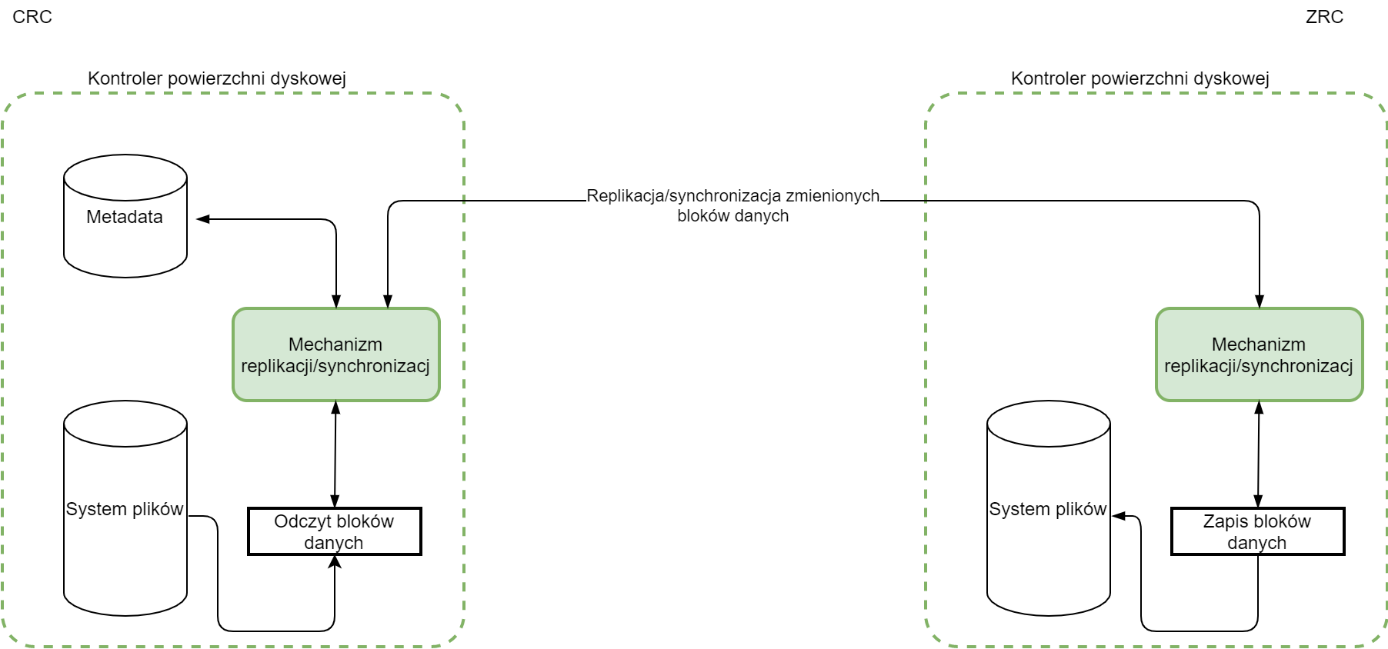 CRC
ZRC
Kontroler powierzchni dyskowej
Kontroler powierzchni dyskowej
Metadata
Replikacja/synchronizacja zmienionych
bloków danych
Mechanizm
replikacji/synchronizacj
Mechanizm
replikacji/synchronizacj
System plików
Odczyt bloków
danych
System plików
Zapis bloków
danych